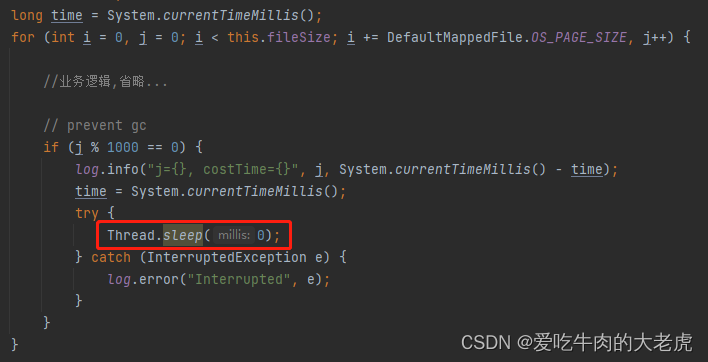 long time = System.currentTimeMillis();
for (int i = 0, j = 0; i < this.fileSize; i += DefaultMappedFile.OS_PAGE_SIZE, j++) {
//业务逻辑,省略...
// prevent gc
if (j % 1000 == 0) {
log.info("j={}, costTime={}", j, System.currentTimeMillis() - time);
time = System.currentTimeMillis();
try {
Thread.sleep( millis: 0);
} catch (InterruptedException e) {
log.error("Interrupted", e);
}
}
}
CSDN @爱吃牛肉的大老虎